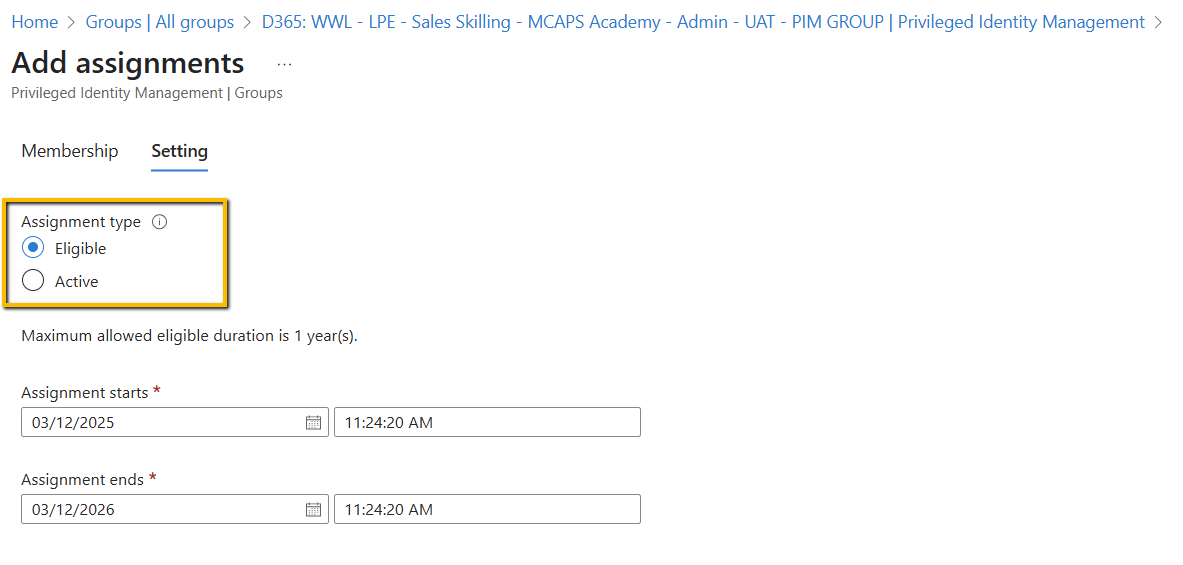 Home > Groups | All groups > D365: WWL - LPE - Sales Skilling - MCAPS Academy - Admin - UAT - PIM GROUP | Privileged Identity Management >
Add assignments ...
Privileged Identity Management | Groups
Membership Setting
Assignment type
Eligible
Active
Maximum allowed eligible duration is 1 year(s).
Assignment starts *
03/12/2025 11:24:20 AM
Assignment ends *
03/12/2026 11:24:20 AM